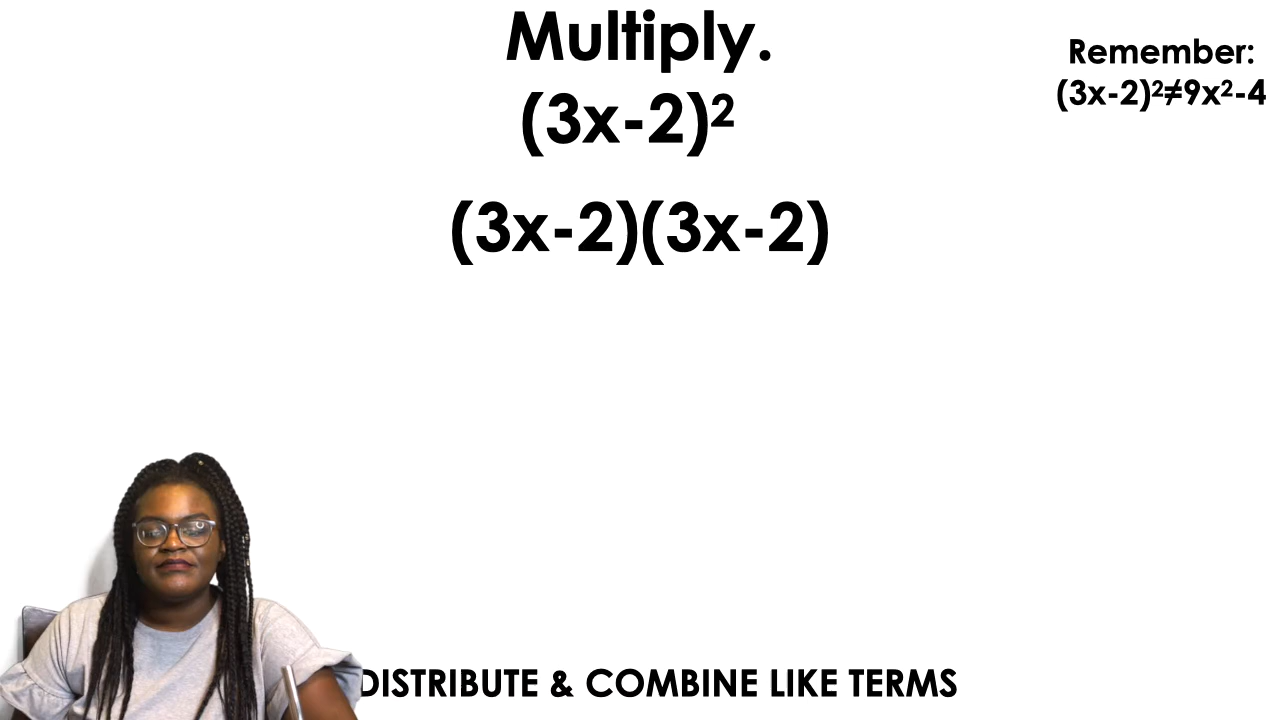 Multiply.
(3x-2)²
Remember:
(3x-2)²≠9x²-4
(3x-2)(3x-2)
DISTRIBUTE & COMBINE LIKE TERMS